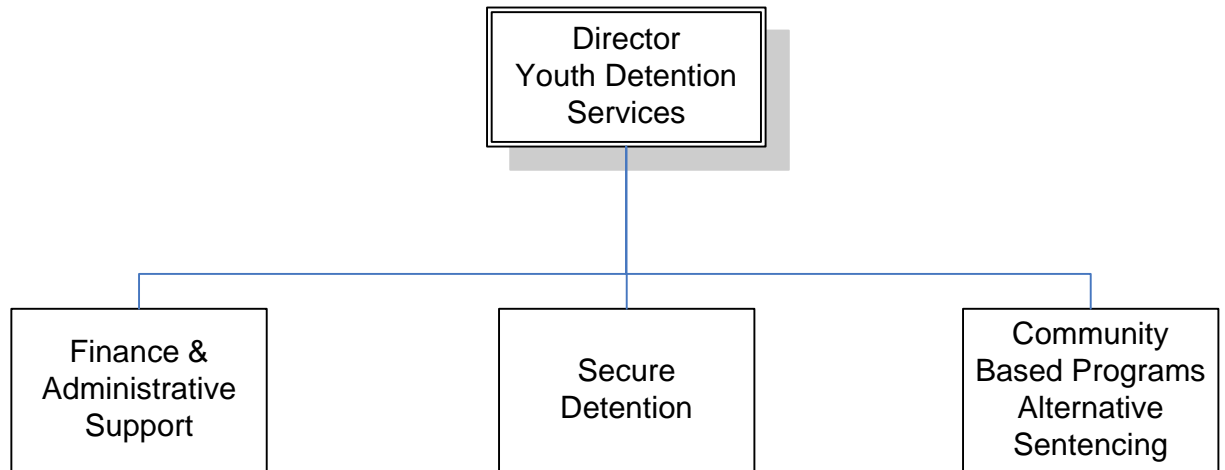 Director
Youth Detention
Services
Finance &
Administrative
Support
Secure
Detention
Community
Based Programs
Alternative
Sentencing